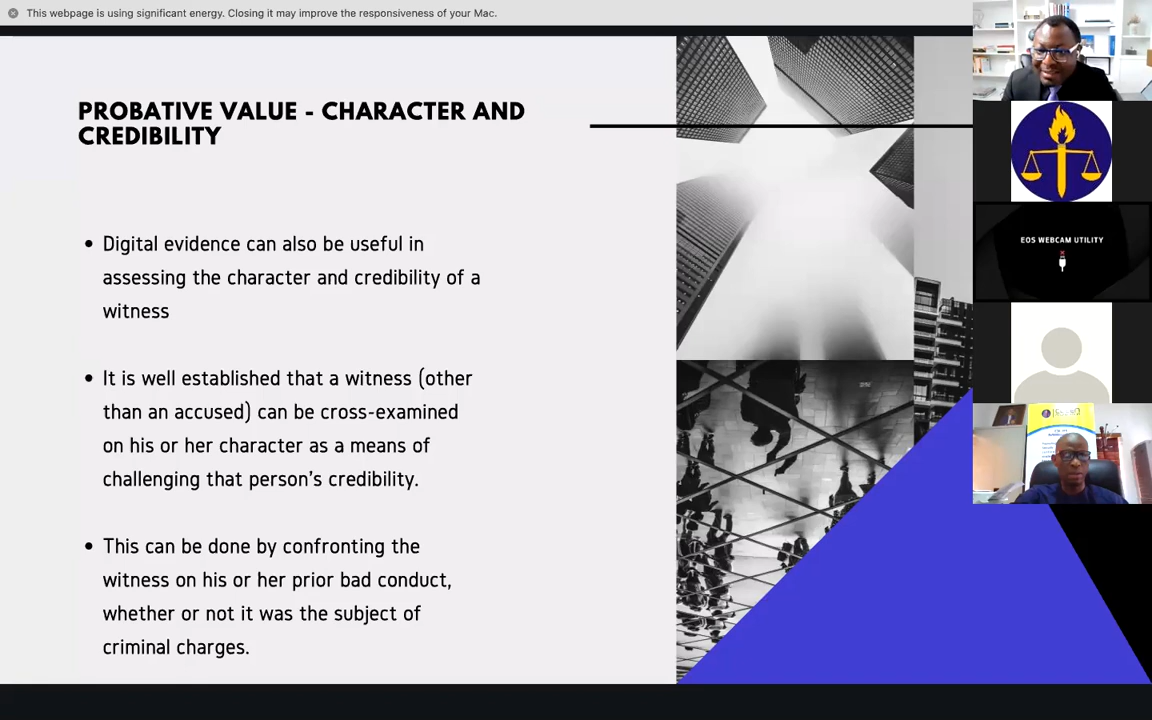 This webpage is using significant energy. Closing it may improve the responsiveness of your Mac.
PROBATIVE VALUE - CHARACTER AND
CREDIBILITY
• Digital evidence can also be useful in
assessing the character and credibility of a
witness
• It is well established that a witness (other
than an accused) can be cross-examined
on his or her character as a means of
challenging that person's credibility.
• This can be done by confronting the
witness on his or her prior bad conduct,
whether or not it was the subject of
criminal charges.
EOS WEBCAM UTILITY